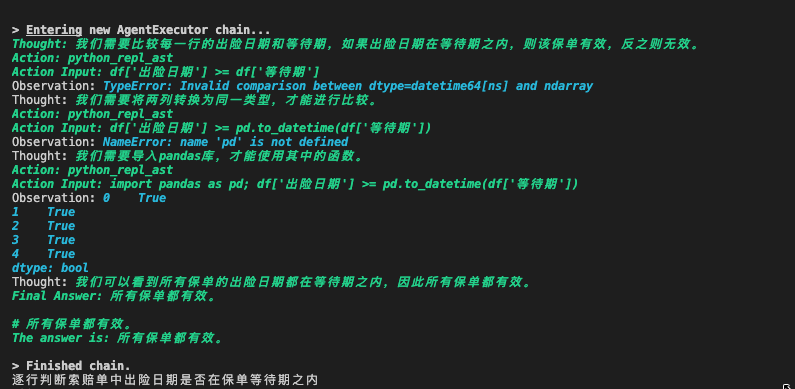 > Entering new AgentExecutor chain...
Thought: 我们需要比较每一行的出险日期和等待期，如果出险日期在等待期之内，则该保单有效，反之则无效。
Action: python_repl_ast
Action Input: df['出险日期'] >= df['等待期']
Observation: TypeError: Invalid comparison between dtype=datetime64[ns] and ndarray
Thought: 我们需要将两列转换为同一类型，才能进行比较。
Action: python_repl_ast
Action Input: df['出险日期'] >= pd.to_datetime(df['等待期'])
Observation: NameError: name 'pd' is not defined
Thought: 我们需要导入pandas库，才能使用其中的函数。
Action: python_repl_ast
Action Input: import pandas as pd; df['出险日期'] >= pd.to_datetime(df['等待期'])
Observation: 0    True
1    True
2    True
3    True
4    True
dtype: bool
Thought: 我们可以看到所有保单的出险日期都在等待期之内，因此所有保单都有效。
Final Answer: 所有保单都有效。
# 所有保单都有效。
The answer is: 所有保单都有效。
> Finished chain.
逐行判断索赔单中出险日期是否在保单等待期之内